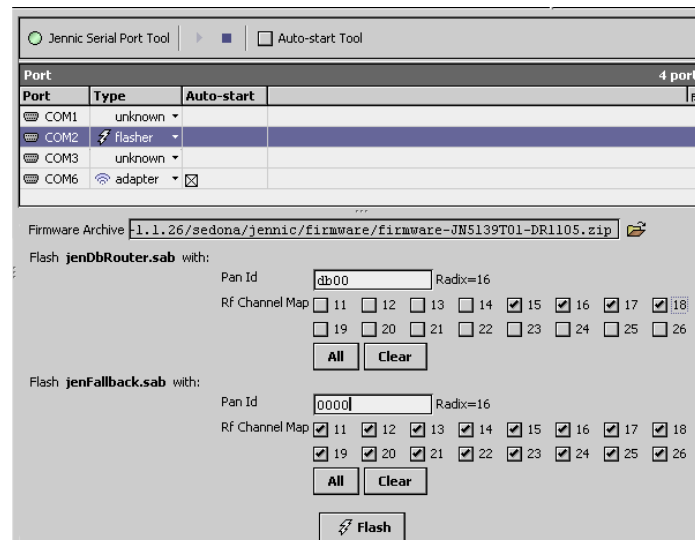 Jennic Serial Port Tool Auto-start Tool
Port 4 port
Port Type Auto-start
COM1 unknown
COM2 flasher
COM3 unknown
COM6 adapter
Firmware Archive -1.1.26/sedona/jennic/firmware/firmware-JN5139T01-DR1105.zip
Flash jenDbRouter.sab with:
Pan Id db00 Radix=16
Rf Channel Map 11 12 13 14 15 16 17 18
19 20 21 22 23 24 25 26
All Clear
Flash jenFallback.sab with:
Pan Id 0000 Radix=16
Rf Channel Map 11 12 13 14 15 16 17 18
19 20 21 22 23 24 25 26
All Clear
Flash